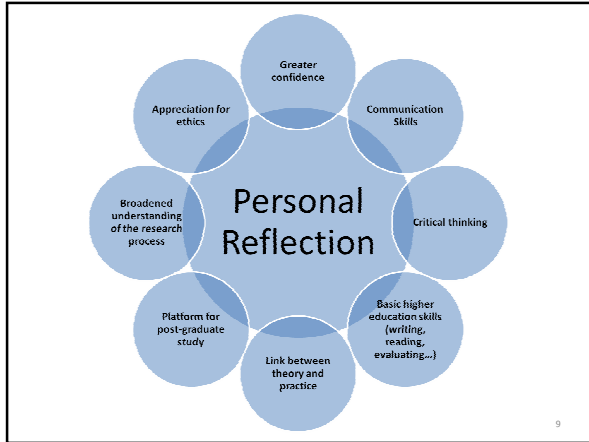 Greater
confidence
Communication
Skills
Critical thinking
Basic higher
education skills
(writing,
reading,
evaluating...)
Link between
theory and
practice
Platform for
post-graduate
study
Broadened
understanding
of the research
process
Appreciation for
ethics
Personal
Reflection
9